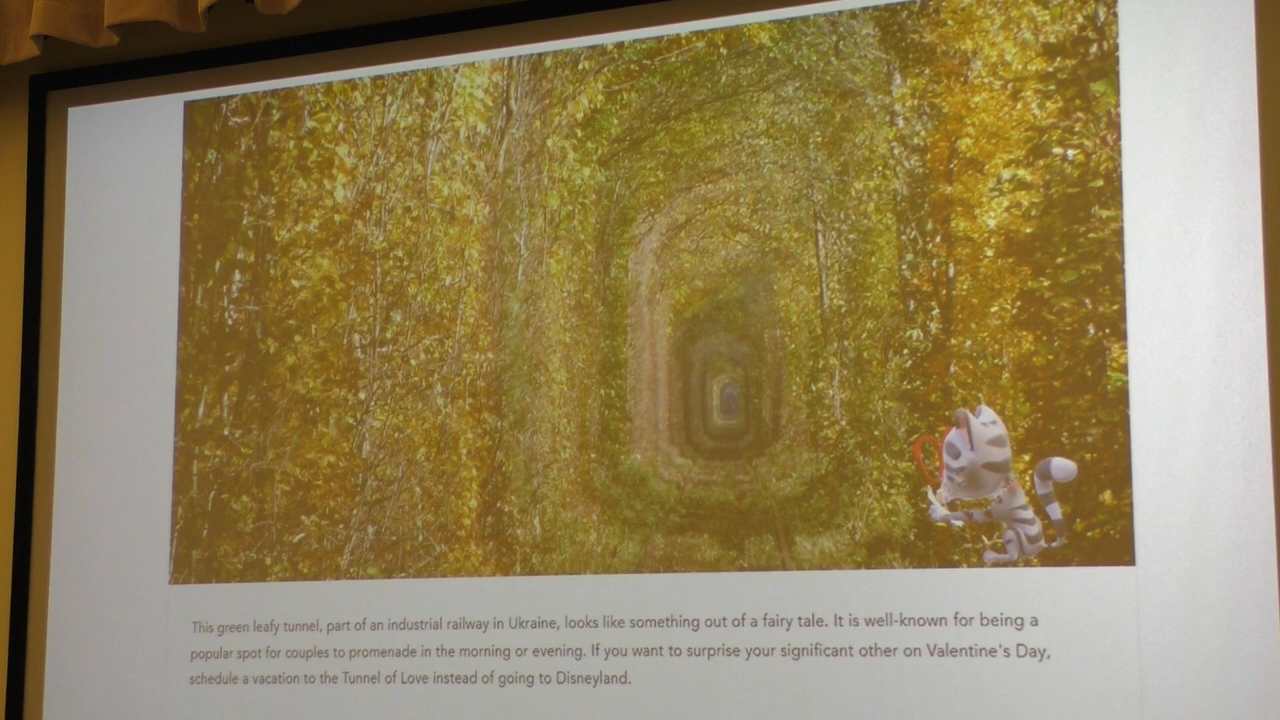 This green leafy tunnel, part of an industrial railway in Ukraine, looks like something out of a fairy tale. It is well-known for being a
popular spot for couples to promenade in the morning or evening. If you want to surprise your significant other on Valentine's Day,
schedule a vacation to the Tunnel of Love instead of going to Disneyland.